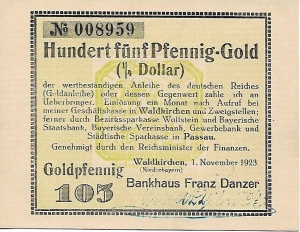 № 008959
Hundert fünf Pfennig-Gold
(¼ Dollar)
der wertbeständigen Anleihe des deutschen Reiches
(Goldanleihe) oder dessen Gegenwert zahle ich an
Ueberbringer. Einlösung ein Monat nach Aufruf bei
meiner Geschäftskasse in Waldkirchen und Zweigstellen;
ferner durch Bezirkssparkasse Wolfstein und Bayerische
Staatsbank, Bayerische Vereinsbank, Gewerbebank und
Städtische Sparkasse in Passau.
Genehmigt durch den Reichsminister der Finanzen.
Waldkirchen, 1. November 1923
(Niederbayern)
Goldpfennig
105
Bankhaus Franz Danzer